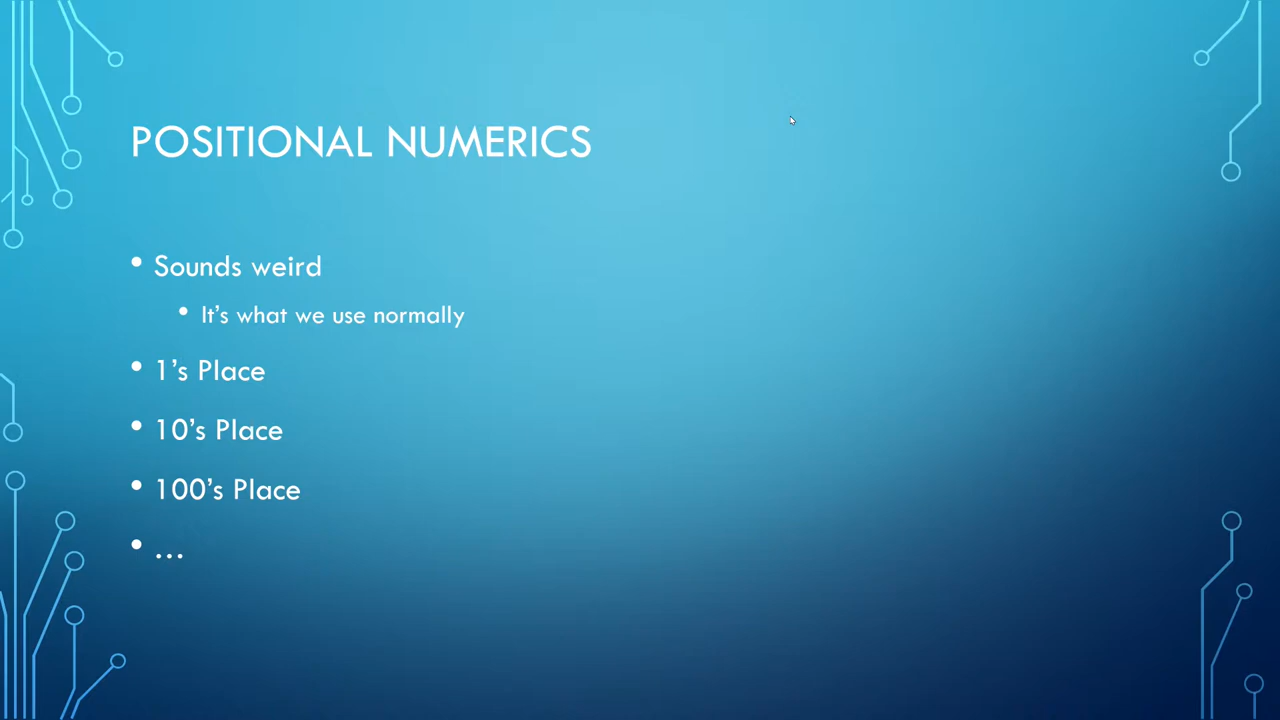 POSITIONAL NUMERICS
• Sounds weird
• It’s what we use normally
• 1’s Place
• 10’s Place
• 100’s Place
• …